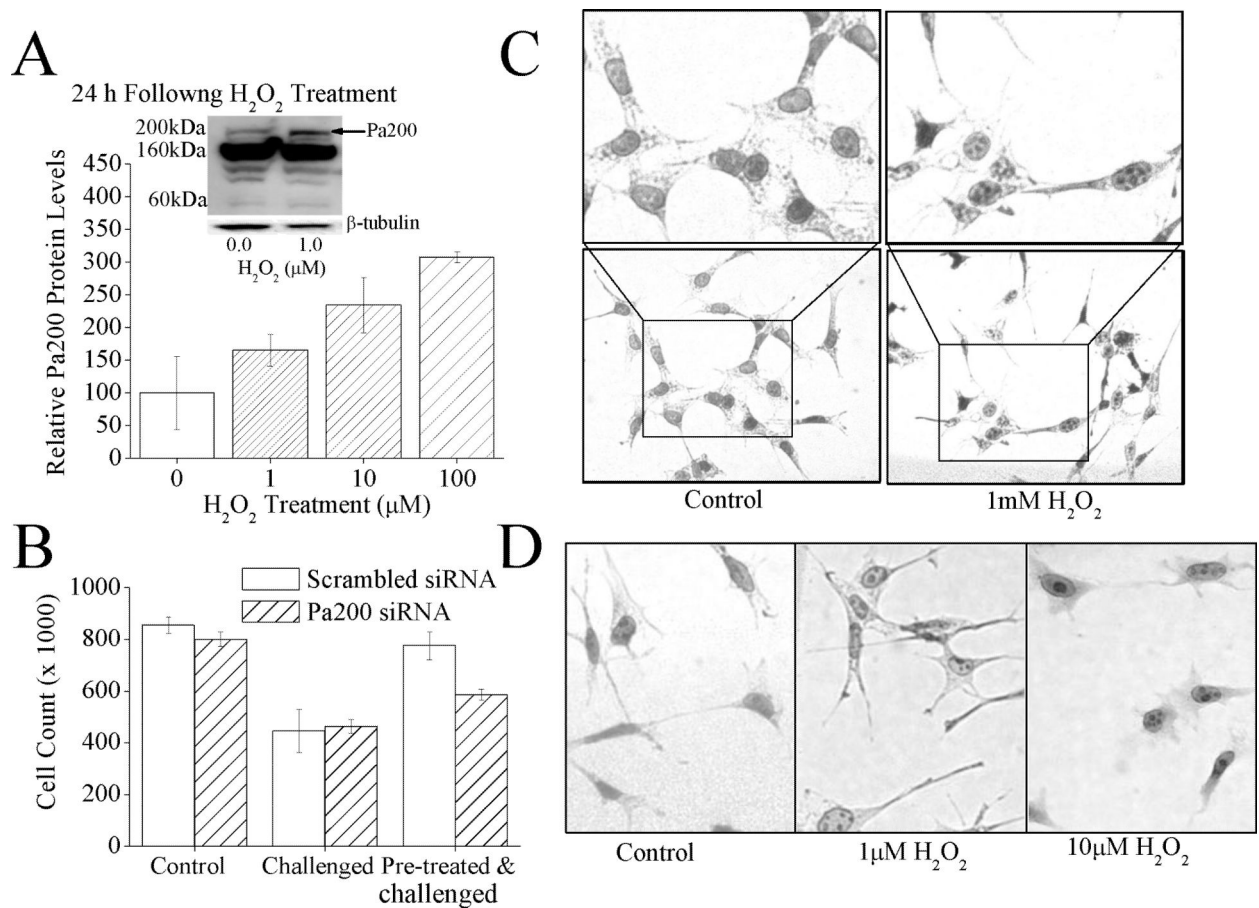 A
24 h Followng H₂O₂ Treatment
200kDa
Pa200
160kDa
60kDa
β-tubulin
0.0 1.0
H₂O₂ (μM)
Relative Pa200 Protein Levels
450
400
350
300
250
200
150
100
50
0
0 1 10 100
H₂O₂ Treatment (μM)
B
Scrambled siRNA
Pa200 siRNA
Cell Count (x 1000)
1000
800
600
400
200
0
Control Challenged Pre-treated &
challenged
C
Control 1mM H₂O₂
D
Control 1μM H₂O₂ 10μM H₂O₂